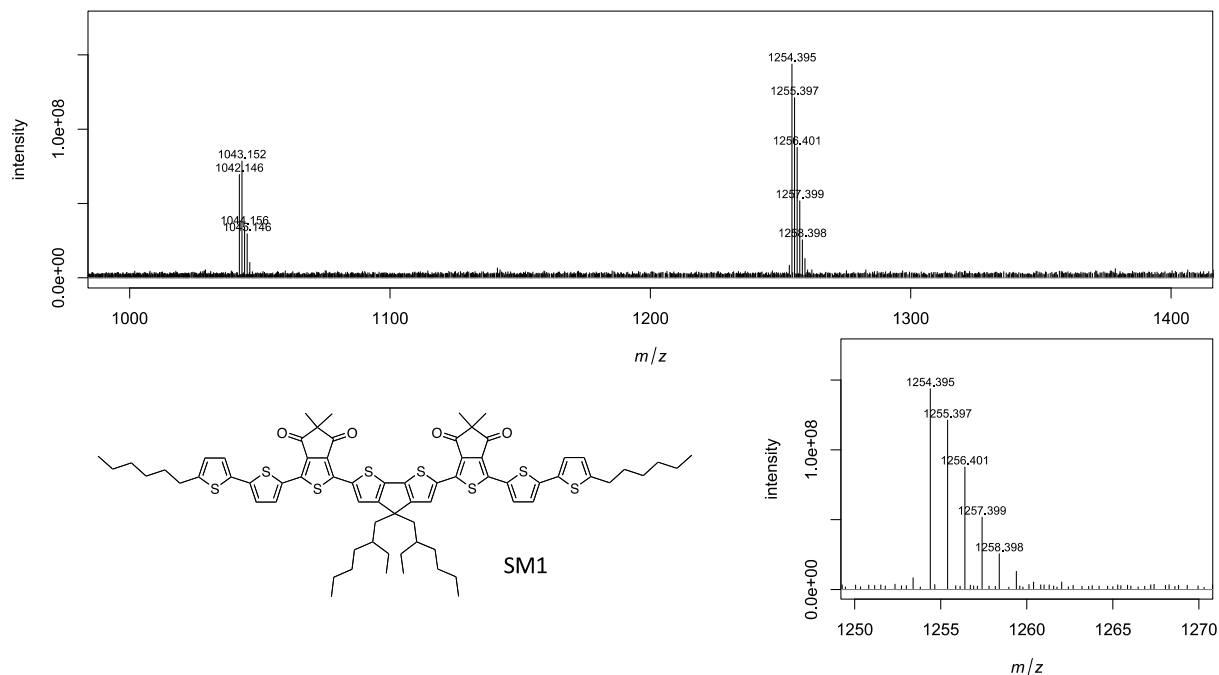 1254.395
1255.397
1256.401
1257.399
1258.398
1043.152
1042.146
1044.156
1045.146
intensity
0.0e+00
1.0e+08
1000
1100
1200
1300
1400
m/z
O O O O
S S S S S S S S
SM1
1254.395
1255.397
1256.401
1257.399
1258.398
intensity
0.0e+00
1.0e+08
1250
1255
1260
1265
1270
m/z